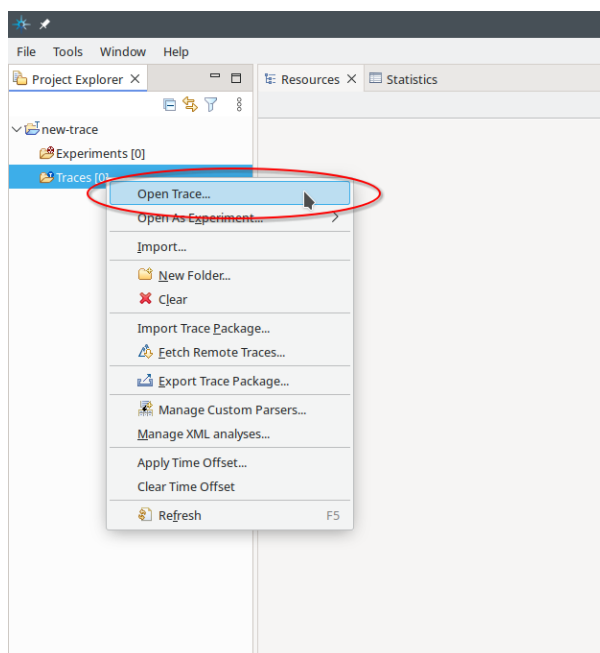 File Tools Window Help
Project Explorer
Resources Statistics
new-trace
Experiments [0]
Traces [0]
Open Trace...
Open As Experiment...
Import...
New Folder...
Clear
Import Trace Package...
Fetch Remote Traces...
Export Trace Package...
Manage Custom Parsers...
Manage XML analyses...
Apply Time Offset...
Clear Time Offset
Refresh F5